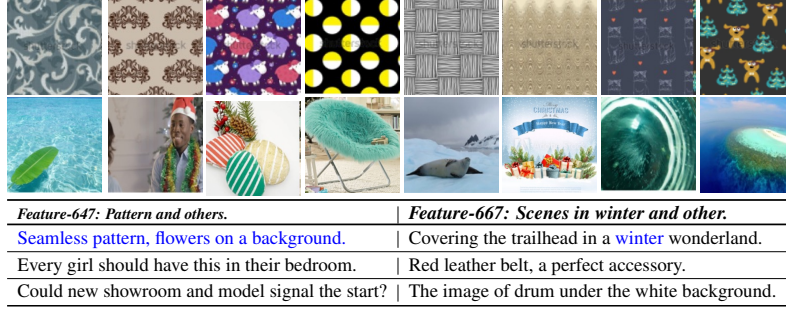 shutterstock
CHRISTMAS
Feature-647: Pattern and others. | Feature-667: Scenes in winter and other.
Seamless pattern, flowers on a background. | Covering the trailhead in a winter wonderland.
Every girl should have this in their bedroom. | Red leather belt, a perfect accessory.
Could new showroom and model signal the start? | The image of drum under the white background.